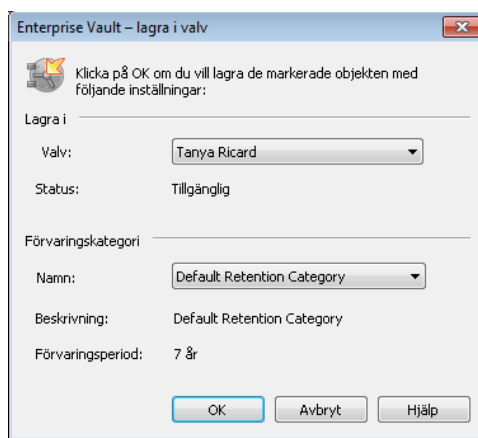 Enterprise Vault – lagra i valv
Klicka på OK om du vill lagra de markerade objekten med
följande inställningar:
Lagra i
Valv: Tanya Ricard
Status: Tillgänglig
Förvaringskategori
Namn: Default Retention Category
Beskrivning: Default Retention Category
Förvaringsperiod: 7 år
OK Avbryt Hjälp